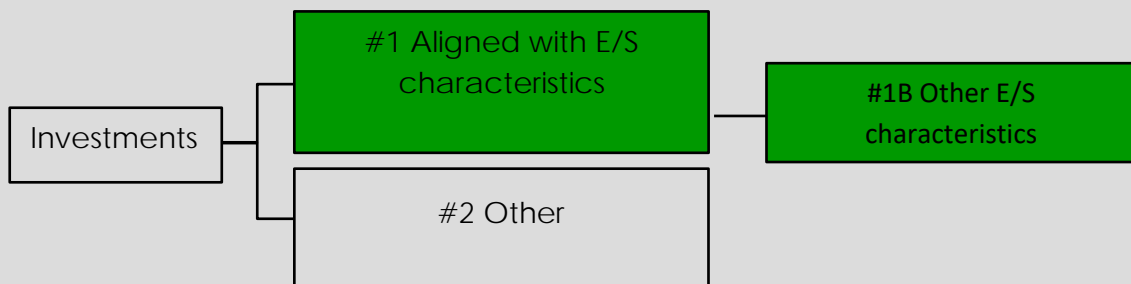 #1 Aligned with E/S
characteristics
#1B Other E/S
characteristics
Investments
#2 Other